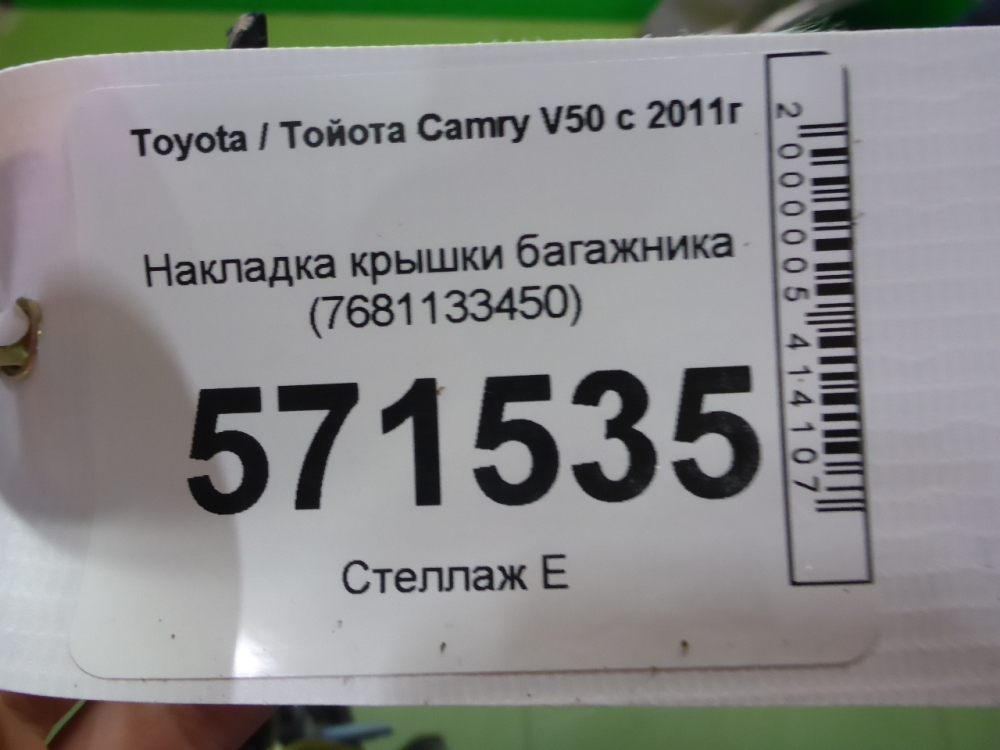 Toyota / Тойота Camry V50 с 2011г
Накладка крышки багажника
(7681133450)
571535
Стеллаж Е
2000005414107